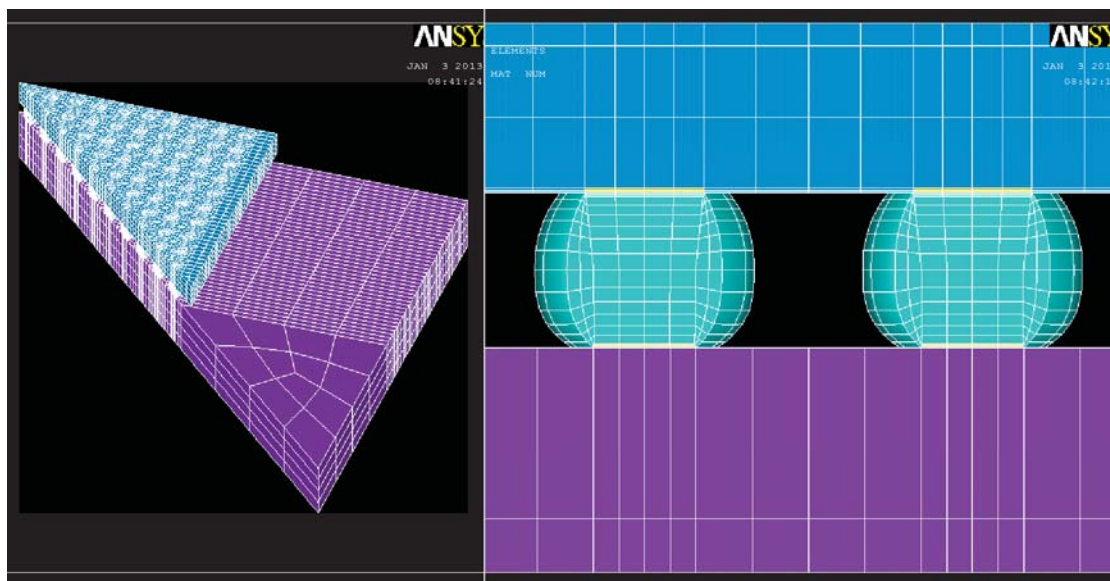 ANSY
JAN 3 2013
08:41:24
ELEMENTS
MAT NUM
ANSY
JAN 3 201
08:42:1